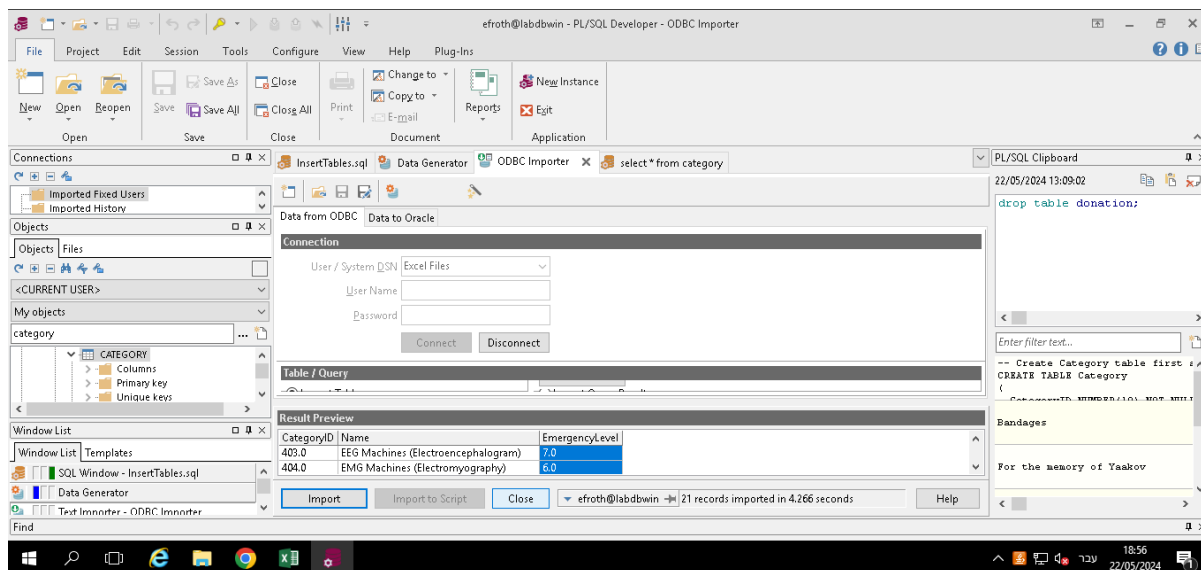 efroth@labdbwin - PL/SQL Developer - ODBC Importer
File Project Edit Session Tools Configure View Help Plug-Ins
New Open Reopen Save Save As Save All Close Close All Print Change to Copy to E-mail Reports New Instance Exit
Open Save Close Document Application
Connections
Imported Fixed Users
Imported History
Objects
Objects Files
<CURRENT USER>
My objects
category ...
CATEGORY
Columns
Primary key
Unique keys
Window List
Window List Templates
SQL Window - InsertTables.sql
Data Generator
Text Importer - ODBC Importer
Find
InsertTables.sql Data Generator ODBC Importer X select * from category
Data from ODBC Data to Oracle
Connection
User / System DSN Excel Files
User Name
Password
Connect Disconnect
Table / Query
Result Preview
CategoryID Name EmergencyLevel
403.0 EEG Machines (Electroencephalogram) 7.0
404.0 EMG Machines (Electromyography) 6.0
Import Import to Script Close efroth@labdbwin 21 records imported in 4.266 seconds Help
PL/SQL Clipboard
22/05/2024 13:09:02
drop table donation;
Enter filter text...
-- Create Category table first
CREATE TABLE Category
(
Bandages
For the memory of Yaakov
עבר 18:56
22/05/2024